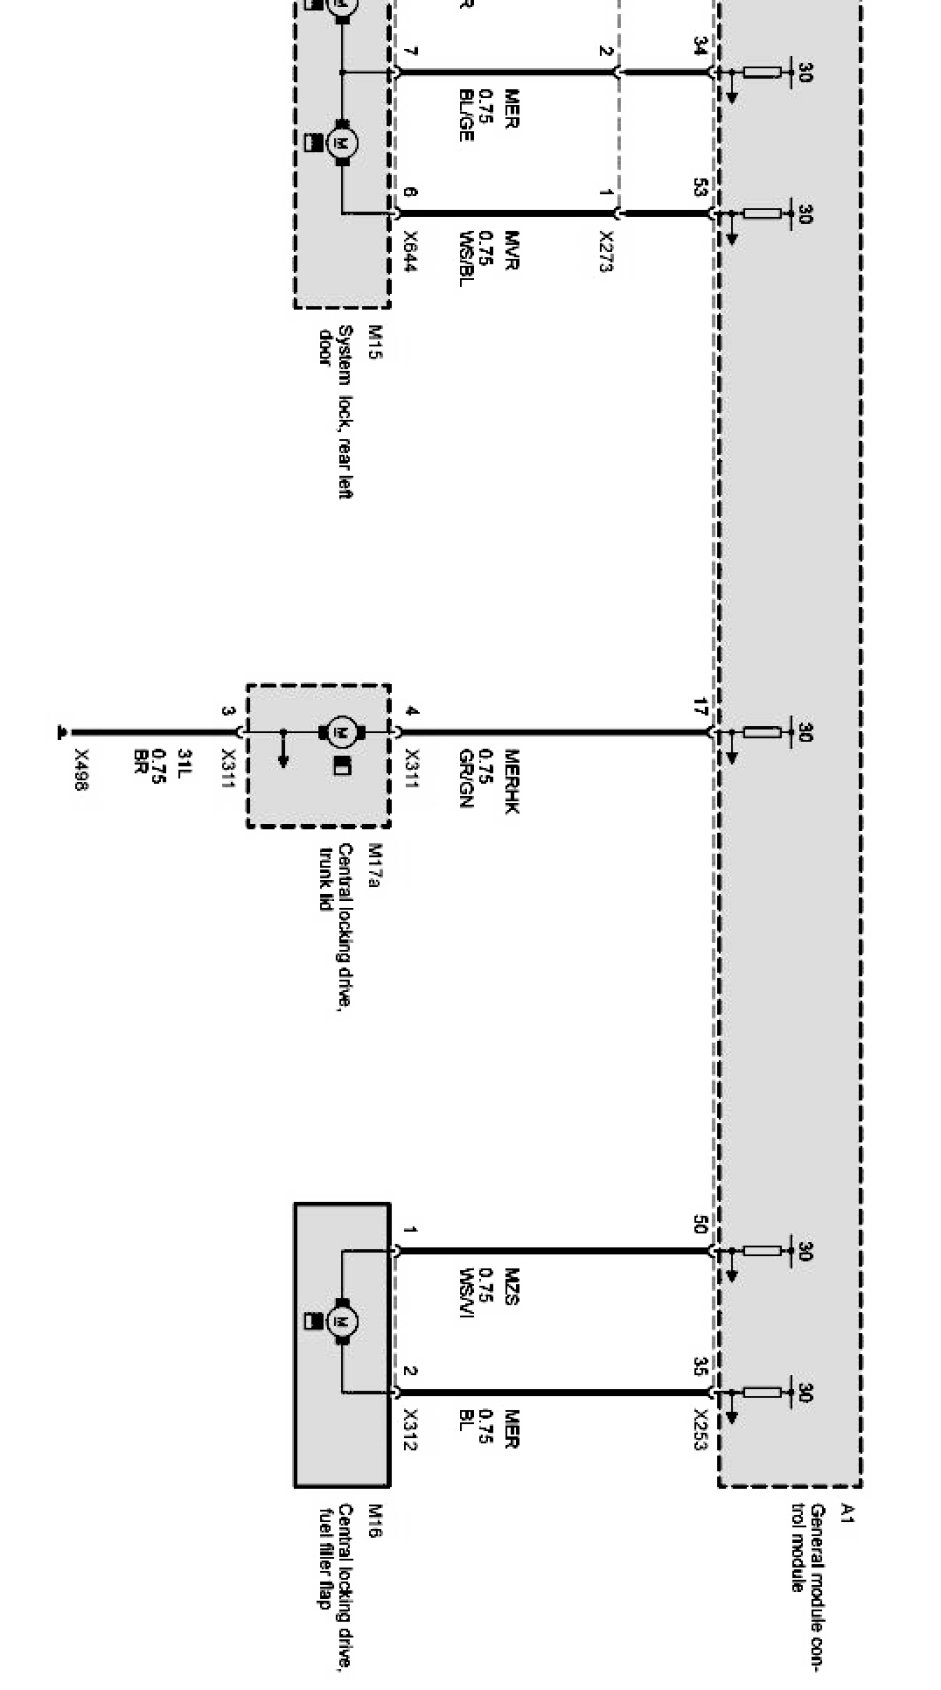 30
30
30
30
30
A1
General module con-
trol module
34
53
17
50
35
X253
2
1
X273
R
MER
0.75
BL/GE
MVR
0.75
WS/BL
MERHK
0.75
GR/GN
MZS
0.75
WS/VI
MER
0.75
BL
7
6
X644
4
X311
1
2
X312
M15
System lock, rear left
door
M17a
Central locking drive,
trunk lid
M16
Central locking drive,
fuel filler flap
M
M
M
M
3
X311
31L
0.75
BR
X498